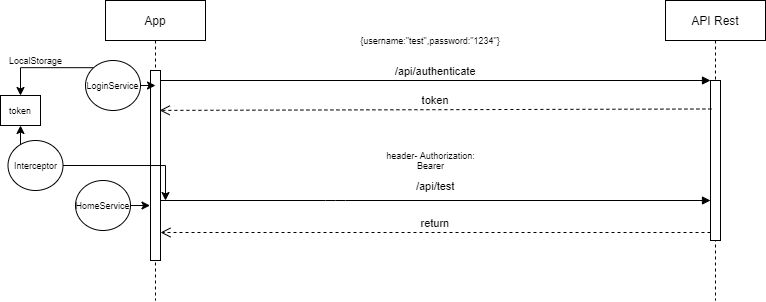 App
API Rest
{username:"test",password:"1234"}
LocalStorage
/api/authenticate
LoginService
token
token
header- Authorization:
Bearer
Interceptor
/api/test
HomeService
return